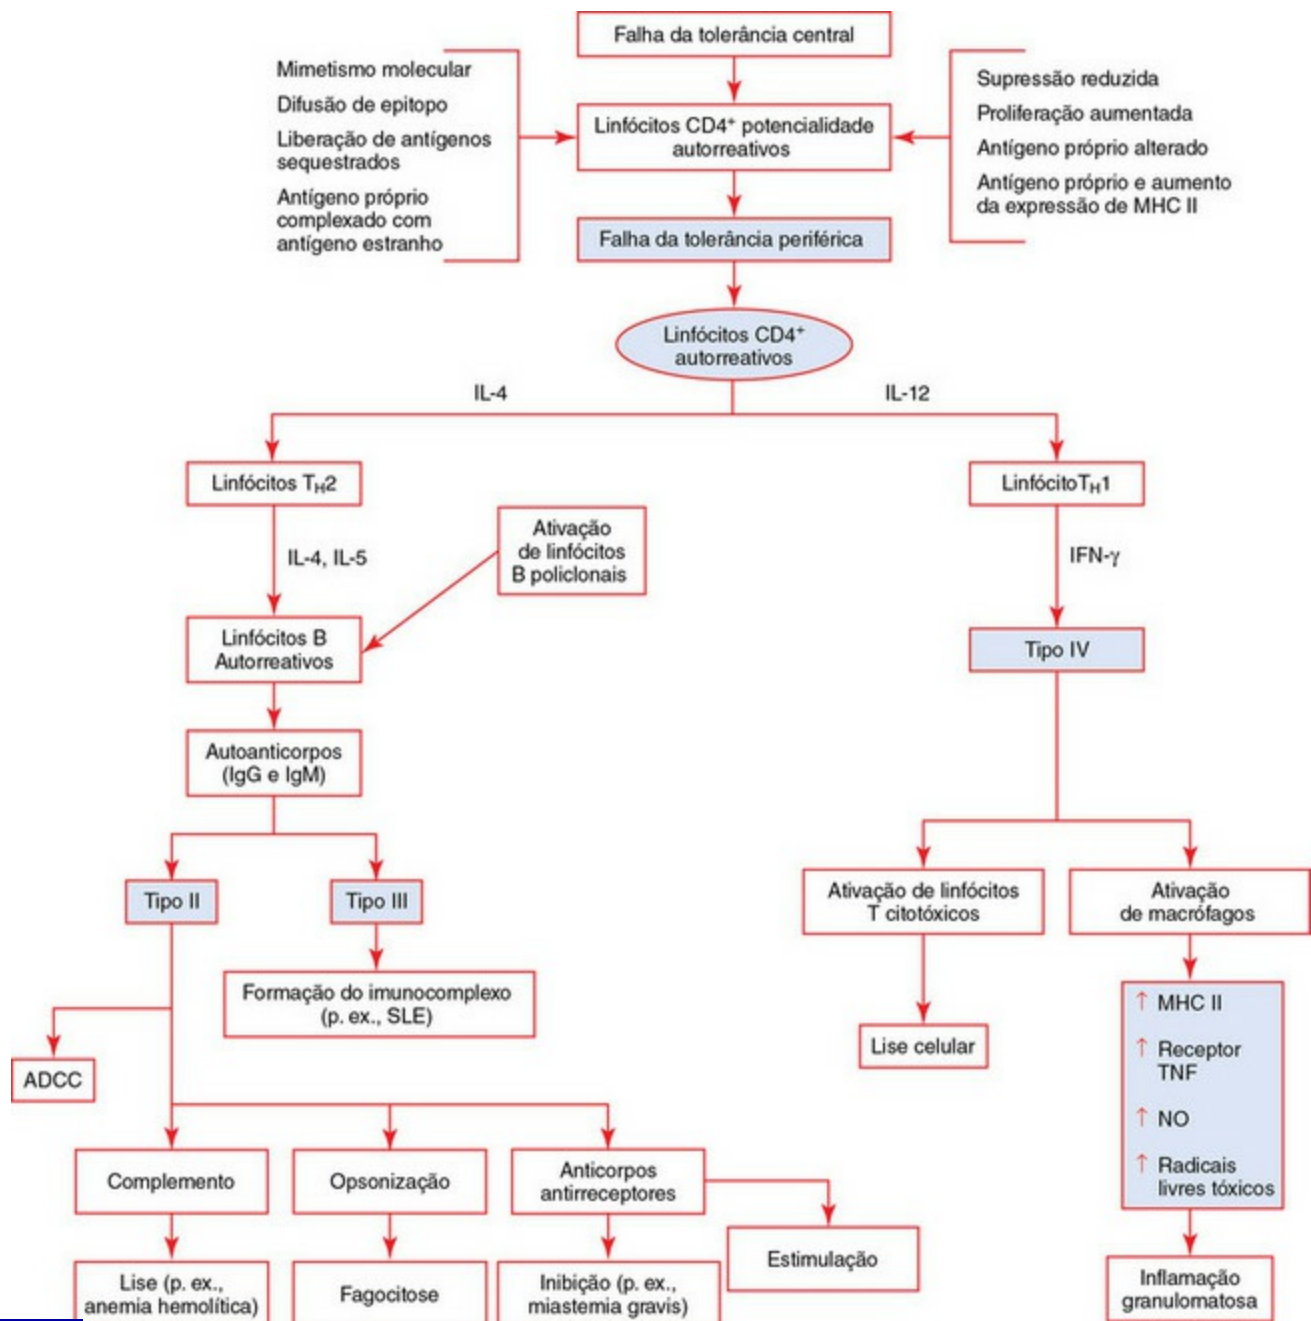 Falha da tolerância central
Mimetismo molecular
Difusão de epitopo
Liberação de antígenos
sequestrados
Antígeno próprio
complexado com
antígeno estranho
Linfócitos CD4⁺ potencialidade
autorreativos
Supressão reduzida
Proliferação aumentada
Antígeno próprio alterado
Antígeno próprio e aumento
da expressão de MHC II
Falha da tolerância periférica
Linfócitos CD4⁺
autorreativos
IL-4
IL-12
Linfócitos TH2
LinfócitoTH1
IL-4, IL-5
Ativação
de linfócitos
B policlonais
IFN-γ
Linfócitos B
Autorreativos
Tipo IV
Autoanticorpos
(IgG e IgM)
Tipo II
Tipo III
Ativação de linfócitos
T citotóxicos
Ativação
de macrófagos
Formação do imunocomplexo
(p. ex., SLE)
Lise celular
↑ MHC II
↑ Receptor
TNF
↑ NO
↑ Radicais
livres tóxicos
ADCC
Complemento
Opsonização
Anticorpos
antirreceptores
Estimulação
Lise (p. ex.,
anemia hemolítica)
Fagocitose
Inibição (p. ex.,
miastemia gravis)
Inflamação
granulomatosa